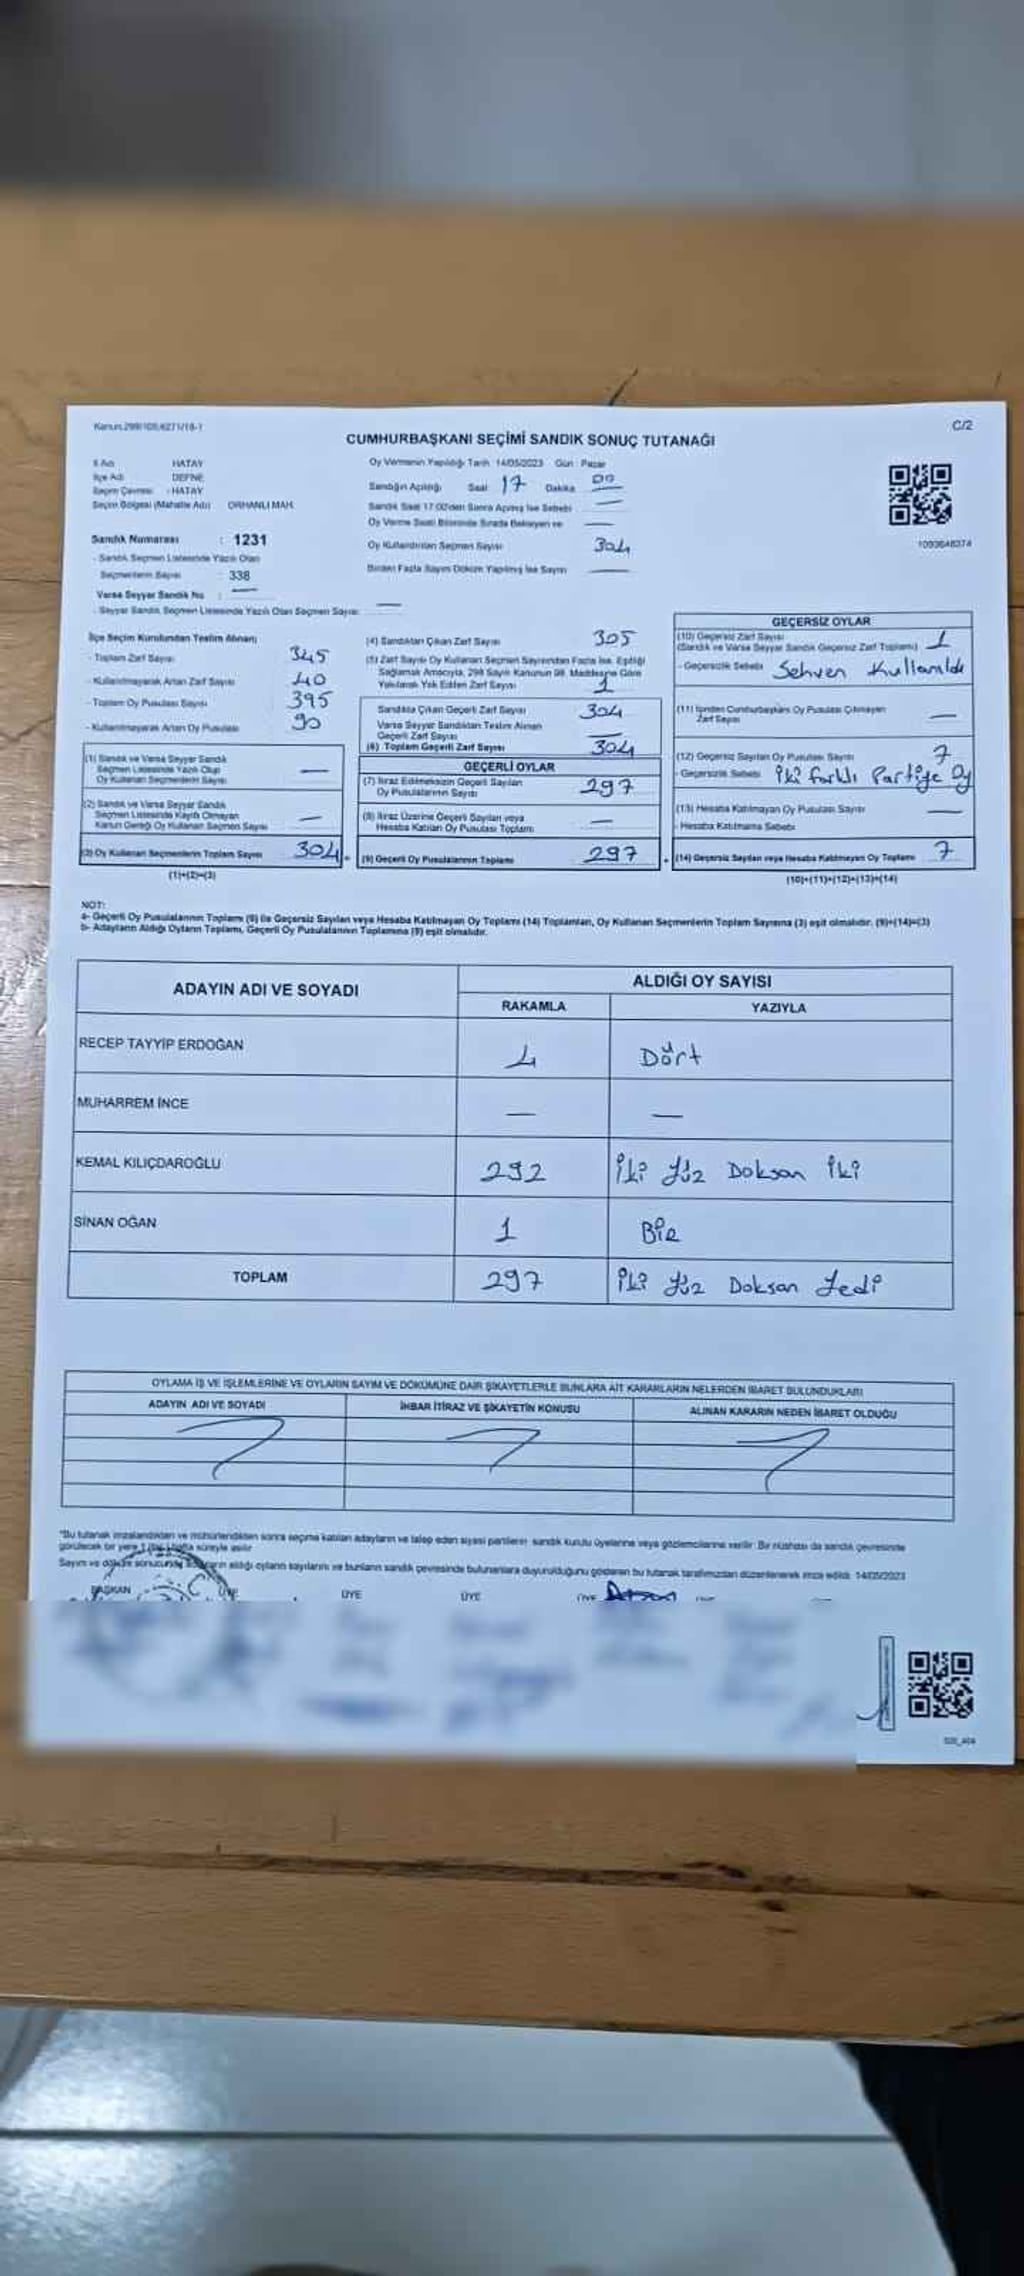 Kanun.298/105,6271/18-1
C/2
CUMHURBAŞKANI SEÇİMİ SANDIK SONUÇ TUTANAĞI
İl Adı HATAY
İlçe Adı DEFNE
Seçim Çevresi : HATAY
Seçim Bölgesi (Mahalle Adı) ORHANLI MAH.
Sandık Numarası : 1231
- Sandık Seçmen Listesinde Yazılı Olan
Seçmenlerin Sayısı : 338
Varsa Seyyar Sandık No : —
- Seyyar Sandık Seçmen Listesinde Yazılı Olan Seçmen Sayısı: —
Oy Vermenin Yapıldığı Tarih 14/05/2023 Gün Pazar
Sandığın Açıldığı Saat 17 Dakika 00
Sandık Saat 17.00'den Sonra Açılmış İse Sebebi —
Oy Verme Saati Bitiminde Sırada Bekleyen ve —
Oy Kullandırılan Seçmen Sayısı 304
Birden Fazla Sayım Döküm Yapılmış İse Sayısı —
1093648374
İlçe Seçim Kurulundan Teslim Alınan;
- Toplam Zarf Sayısı 345
- Kullanılmayarak Artan Zarf Sayısı 40
- Toplam Oy Pusulası Sayısı 395
- Kullanılmayarak Artan Oy Pusulası 90
(1) Sandık ve Varsa Seyyar Sandık
Seçmen Listesinde Yazılı Olup
Oy Kullanan Seçmenlerin Sayısı —
(2) Sandık ve Varsa Seyyar Sandık
Seçmen Listesinde Kayıtlı Olmayan
Kanun Gereği Oy Kullanan Seçmen Sayısı —
(3) Oy Kullanan Seçmenlerin Toplam Sayısı 304
(1)+(2)=(3)
(4) Sandıktan Çıkan Zarf Sayısı 305
(5) Zarf Sayısı Oy Kullanan Seçmen Sayısından Fazla İse, Eşitliği
Sağlamak Amacıyla, 298 Sayılı Kanunun 98. Maddesine Göre
Yakılarak Yok Edilen Zarf Sayısı 1
Sandıkta Çıkan Geçerli Zarf Sayısı 304
Varsa Seyyar Sandıktan Teslim Alınan
Geçerli Zarf Sayısı —
(6) Toplam Geçerli Zarf Sayısı 304
GEÇERLİ OYLAR
(7) İtiraz Edilmeksizin Geçerli Sayılan
Oy Pusulalarının Sayısı 297
(8) İtiraz Üzerine Geçerli Sayılan veya
Hesaba Katılan Oy Pusulası Toplamı —
(9) Geçerli Oy Pusulalarının Toplamı 297
GEÇERSİZ OYLAR
(10) Geçersiz Zarf Sayısı 1
(Sandık ve Varsa Seyyar Sandık Geçersiz Zarf Toplamı)
- Geçersizlik Sebebi Sehven Kullanıldı
(11) İçinden Cumhurbaşkanı Oy Pusulası Çıkmayan
Zarf Sayısı —
(12) Geçersiz Sayılan Oy Pusulası Sayısı 7
- Geçersizlik Sebebi İki farklı Partiye Oy
(13) Hesaba Katılmayan Oy Pusulası Sayısı —
- Hesaba Katılmama Sebebi
(14) Geçersiz Sayılan veya Hesaba Katılmayan Oy Toplamı 7
(10)+(11)+(12)+(13)=(14)
NOT:
a- Geçerli Oy Pusulalarının Toplamı (9) ile Geçersiz Sayılan veya Hesaba Katılmayan Oy Toplamı (14) Toplamları, Oy Kullanan Seçmenlerin Toplam Sayısına (3) eşit olmalıdır. (9)+(14)=(3)
b- Adayların Aldığı Oyların Toplamı, Geçerli Oy Pusulalarının Toplamına (9) eşit olmalıdır.
ADAYIN ADI VE SOYADI
ALDIĞI OY SAYISI
RAKAMLA YAZIYLA
RECEP TAYYİP ERDOĞAN 4 Dört
MUHARREM İNCE — —
KEMAL KILIÇDAROĞLU 292 İki Yüz Doksan İki
SİNAN OĞAN 1 Bir
TOPLAM 297 İki Yüz Doksan Yedi
OYLAMA İŞ VE İŞLEMLERİNE VE OYLARIN SAYIM VE DÖKÜMÜNE DAİR ŞİKAYETLERLE BUNLARA AİT KARARLARIN NELERDEN İBARET BULUNDUKLARI
ADAYIN ADI VE SOYADI
İHBAR İTİRAZ VE ŞİKAYETİN KONUSU
ALINAN KARARIN NEDEN İBARET OLDUĞU
*Bu tutanak imzalandıktan ve mühürlendikten sonra seçime katılan adayların ve talep eden siyasi partilerin sandık kurulu üyelerine veya gözlemcilerine verilir. Bir nüshası da sandık çevresinde
görülecek bir yere 1 (bir) hafta süreyle asılır.
Sayım ve döküm sonucunda adayların aldığı oyların sayılarını ve bunların sandık çevresinde bulunanlara duyurulduğunu gösteren bu tutanak tarafımızdan düzenlenerek imza edildi. 14/05/2023
BAŞKAN ÜYE ÜYE ÜYE ÜYE